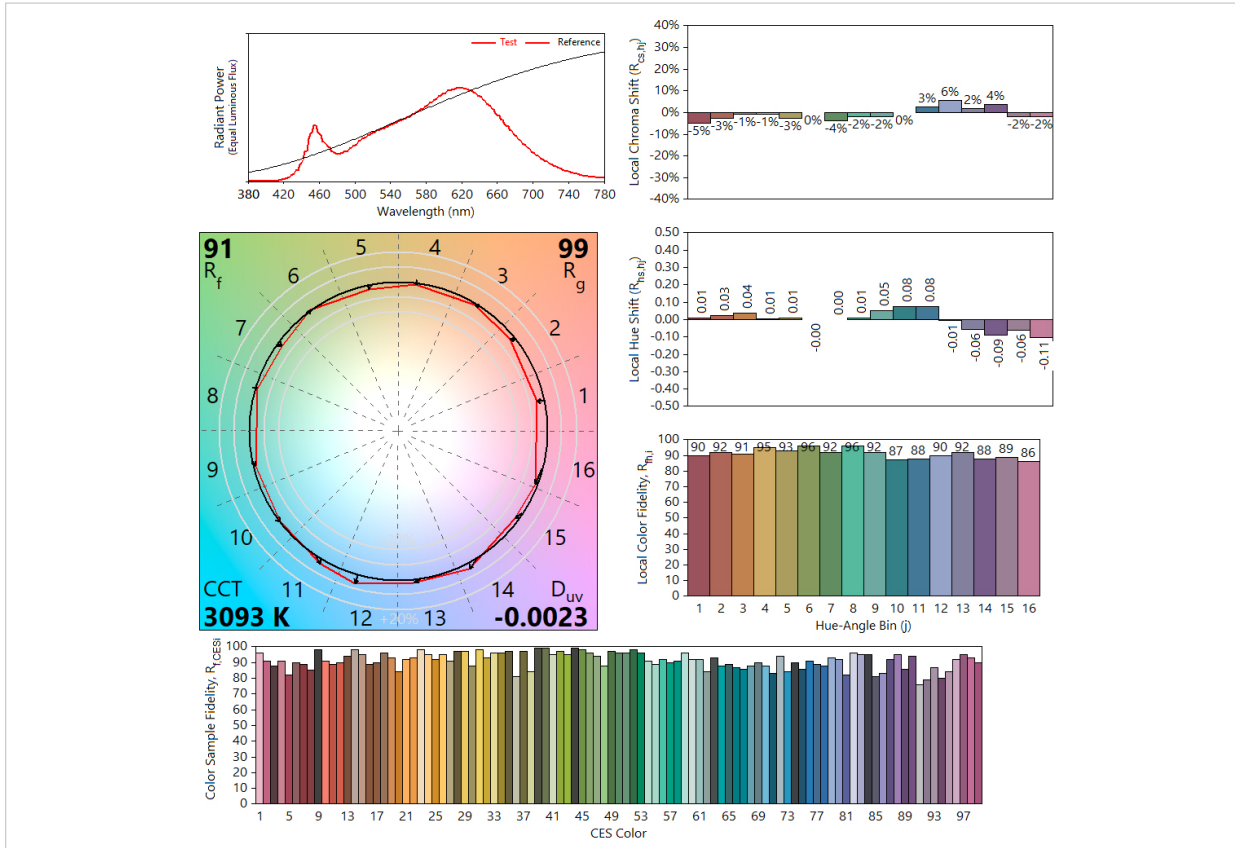 Test
Reference
Radiant Power
(Equal Luminous Flux)
380 420 460 500 540 580 620 660 700 740 780
Wavelength (nm)
Local Chroma Shift (Rcs,hj)
40%
30%
20%
10%
0%
-10%
-20%
-30%
-40%
-5% -3% -1% -1% -3% 0% -4% -2% -2% 0% 3% 6% 2% 4% -2% -2%
91
Rf
99
Rg
CCT
3093 K
Duv
-0.0023
+20%
1
2
3
4
5
6
7
8
9
10
11
12
13
14
15
16
Local Hue Shift (Rhs,hj)
0.50
0.40
0.30
0.20
0.10
0.00
-0.10
-0.20
-0.30
-0.40
-0.50
0.01 0.03 0.04 0.01 0.01 -0.00 0.00 0.01 0.05 0.08 0.08 -0.01 -0.06 -0.09 -0.06 -0.11
Local Color Fidelity, Rfh,i
100
90
80
70
60
50
40
30
20
10
0
90 92 91 95 93 96 92 96 92 87 88 90 92 88 89 86
1 2 3 4 5 6 7 8 9 10 11 12 13 14 15 16
Hue-Angle Bin (j)
Color Sample Fidelity, Rf,CESi
100
90
80
70
60
50
40
30
20
10
0
1 5 9 13 17 21 25 29 33 37 41 45 49 53 57 61 65 69 73 77 81 85 89 93 97
CES Color